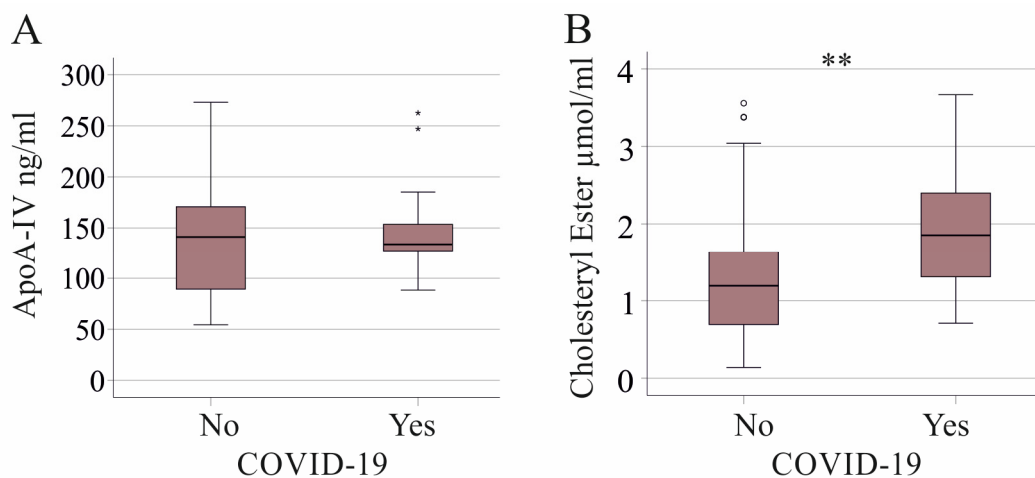 A
ApoA-IV ng/ml
300
250
200
150
100
50
0
No Yes
COVID-19
B
Cholesteryl Ester µmol/ml
**
4
3
2
1
0
No Yes
COVID-19